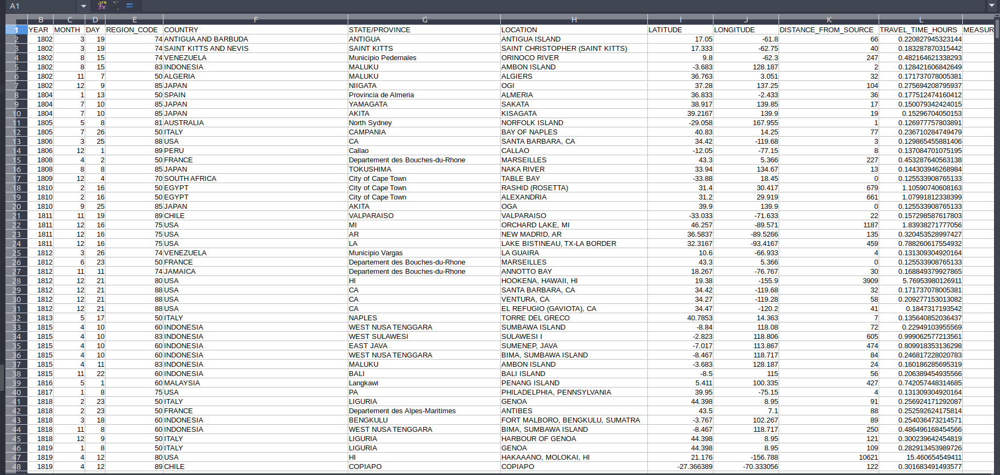 A1
B C D E F G H I J K L
1 YEAR MONTH DAY REGION_CODE COUNTRY STATE/PROVINCE LOCATION LATITUDE LONGITUDE DISTANCE_FROM_SOURCE TRAVEL_TIME_HOURS MEASUR
2 1802 3 19 74 ANTIGUA AND BARBUDA ANTIGUA ANTIGUA ISLAND 17.05 -61.8 66 0.220827945323144
3 1802 3 19 74 SAINT KITTS AND NEVIS SAINT KITTS SAINT CHRISTOPHER (SAINT KITTS) 17.333 -62.75 40 0.183287870315442
4 1802 8 15 74 VENEZUELA Municipio Pedernales ORINOCO RIVER 9.8 -62.3 247 0.482164621338293
5 1802 8 15 83 INDONESIA MALUKU AMBON ISLAND -3.683 128.187 2 0.128421606842649
6 1802 11 7 50 ALGERIA MALUKU ALGIERS 36.763 3.051 32 0.171737078005381
7 1802 12 9 85 JAPAN NIIGATA OGI 37.28 137.25 104 0.275694208795937
8 1804 1 13 50 SPAIN Provincia de Almeria ALMERIA 36.833 -2.433 36 0.177512474160412
9 1804 7 10 85 JAPAN YAMAGATA SAKATA 38.917 139.85 17 0.150079342424015
10 1804 7 10 85 JAPAN AKITA KISAGATA 39.2167 139.9 19 0.15296704050153
11 1805 5 8 81 AUSTRALIA North Sydney NORFOLK ISLAND -29.058 167.955 1 0.126977757803891
12 1805 7 26 50 ITALY CAMPANIA BAY OF NAPLES 40.83 14.25 77 0.236710284749479
13 1806 3 25 88 USA CA SANTA BARBARA, CA 34.42 -119.68 3 0.129865455881406
14 1806 12 1 89 PERU Callao CALLAO -12.05 -77.15 8 0.137084701075195
15 1808 4 2 50 FRANCE Departement des Bouches-du-Rhone MARSEILLES 43.3 5.366 227 0.453287640563138
16 1808 8 8 85 JAPAN TOKUSHIMA NAKA RIVER 33.94 134.67 13 0.144303946268984
17 1809 12 4 70 SOUTH AFRICA City of Cape Town TABLE BAY -33.88 18.45 0 0.125533908765133
18 1810 2 16 50 EGYPT City of Cape Town RASHID (ROSETTA) 31.4 30.417 679 1.10590740608163
19 1810 2 16 50 EGYPT City of Cape Town ALEXANDRIA 31.2 29.919 661 1.07991812338399
20 1810 9 25 85 JAPAN AKITA OGA 39.9 139.9 0 0.125533908765133
21 1811 11 19 89 CHILE VALPARAISO VALPARAISO -33.033 -71.633 22 0.157298587617803
22 1811 12 16 75 USA MI ORCHARD LAKE, MI 46.257 -89.571 1187 1.83938271777056
23 1811 12 16 75 USA AR NEW MADRID, AR 36.5837 -89.5266 135 0.320453528997427
24 1811 12 16 75 USA LA LAKE BISTINEAU, TX-LA BORDER 32.3167 -93.4167 459 0.788260617554932
25 1812 3 26 74 VENEZUELA Municipio Vargas LA GUAIRA 10.6 -66.933 4 0.131309304920164
26 1812 6 23 50 FRANCE Departement des Bouches-du-Rhone MARSEILLES 43.3 5.366 0 0.125533908765133
27 1812 11 11 74 JAMAICA Departement des Bouches-du-Rhone ANNOTTO BAY 18.267 -76.767 30 0.168849379927865
28 1812 12 21 80 USA HI HOOKENA, HAWAII, HI 19.38 -155.9 3909 5.76953980126911
29 1812 12 21 88 USA CA SANTA BARBARA, CA 34.42 -119.68 32 0.171737078005381
30 1812 12 21 88 USA CA VENTURA, CA 34.27 -119.28 58 0.209277153013082
31 1812 12 21 88 USA CA EL REFUGIO (GAVIOTA), CA 34.47 -120.2 41 0.1847317193542
32 1813 5 17 50 ITALY NAPLES TORRE DEL GRECO 40.7853 14.363 7 0.135640852036437
33 1815 4 10 60 INDONESIA WEST NUSA TENGGARA SUMBAWA ISLAND -8.84 118.08 72 0.22949103955569
34 1815 4 10 83 INDONESIA WEST SULAWESI SULAWESI I -2.823 118.806 605 0.999062577213561
35 1815 4 10 60 INDONESIA EAST JAVA SUMENEP, JAVA -7.017 113.867 474 0.809918353136298
36 1815 4 10 60 INDONESIA WEST NUSA TENGGARA BIMA, SUMBAWA ISLAND -8.467 118.717 84 0.246817228020783
37 1815 4 11 83 INDONESIA MALUKU AMBON ISLAND -3.683 128.187 24 0.160186285695319
38 1815 11 22 60 INDONESIA BALI BALI ISLAND -8.5 115 56 0.206389454935566
39 1816 5 1 60 MALAYSIA Langkawi PENANG ISLAND 5.411 100.335 427 0.742057448314685
40 1817 1 8 75 USA PA PHILADELPHIA, PENNSYLVANIA 39.95 -75.15 4 0.131309304920164
41 1818 2 23 50 ITALY LIGURIA GENOA 44.398 8.95 91 0.256924171292087
42 1818 2 23 50 FRANCE Departement des Alpes-Maritimes ANTIBES 43.5 7.1 88 0.252592624175814
43 1818 3 18 60 INDONESIA BENGKULU FORT MALBORO, BENGKULU, SUMATRA -3.767 102.267 89 0.254036473214571
44 1818 11 8 60 INDONESIA WEST NUSA TENGGARA BIMA, SUMBAWA ISLAND -8.467 118.717 250 0.486496168454566
45 1818 12 9 50 ITALY LIGURIA HARBOUR OF GENOA 44.398 8.95 121 0.300239642454819
46 1819 1 8 50 ITALY LIGURIA GENOA 44.398 8.95 109 0.282913453989726
47 1819 4 12 80 USA HI HAKAAANO, MOLOKAI, HI 21.176 -156.788 10621 15.460654549411
48 1819 4 12 89 CHILE COPIAPO COPIAPO -27.366389 -70.333056 122 0.301683491493577